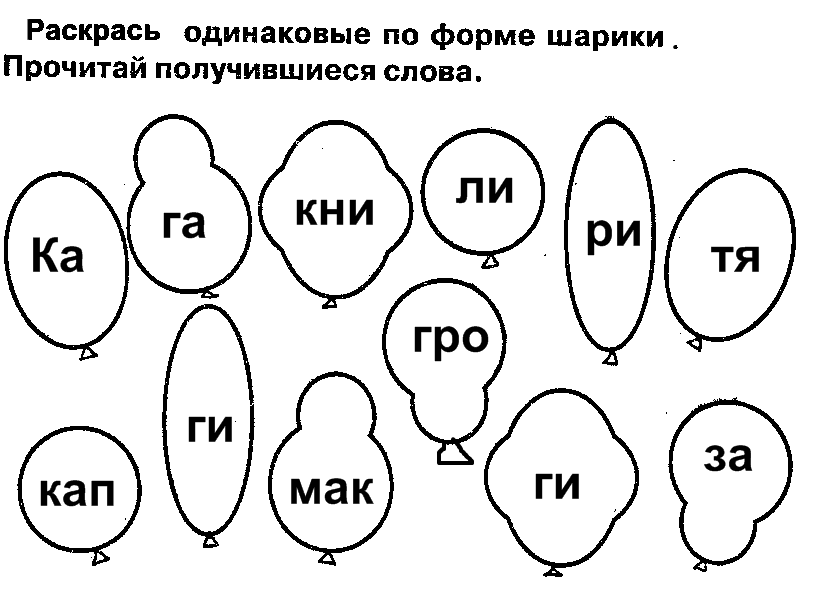 Раскрась одинаковые по форме шарики.
Прочитай получившиеся слова.
Ка
га
кни
ли
ри
тя
гро
кап
ги
мак
ги
за